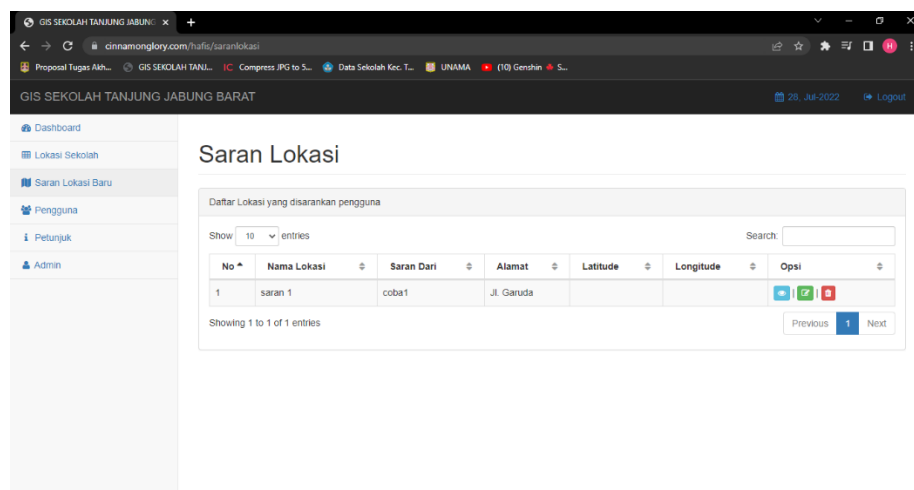 GIS SEKOLAH TANJUNG JABUNG
cinnamonglory.com/hafis/saranlokasi
H
Proposal Tugas Akh... GIS SEKOLAH TANJ... IC Compress JPG to 5... Data Sekolah Kec. T... UNAMA (10) Genshin S...
GIS SEKOLAH TANJUNG JABUNG BARAT 28, Jul-2022 Logout
Dashboard
Lokasi Sekolah
Saran Lokasi Baru
Pengguna
Petunjuk
Admin
Saran Lokasi
Daftar Lokasi yang disarankan pengguna
Show 10 entries Search:
No Nama Lokasi Saran Dari Alamat Latitude Longitude Opsi
1 saran 1 coba1 Jl. Garuda | |
Showing 1 to 1 of 1 entries Previous 1 Next